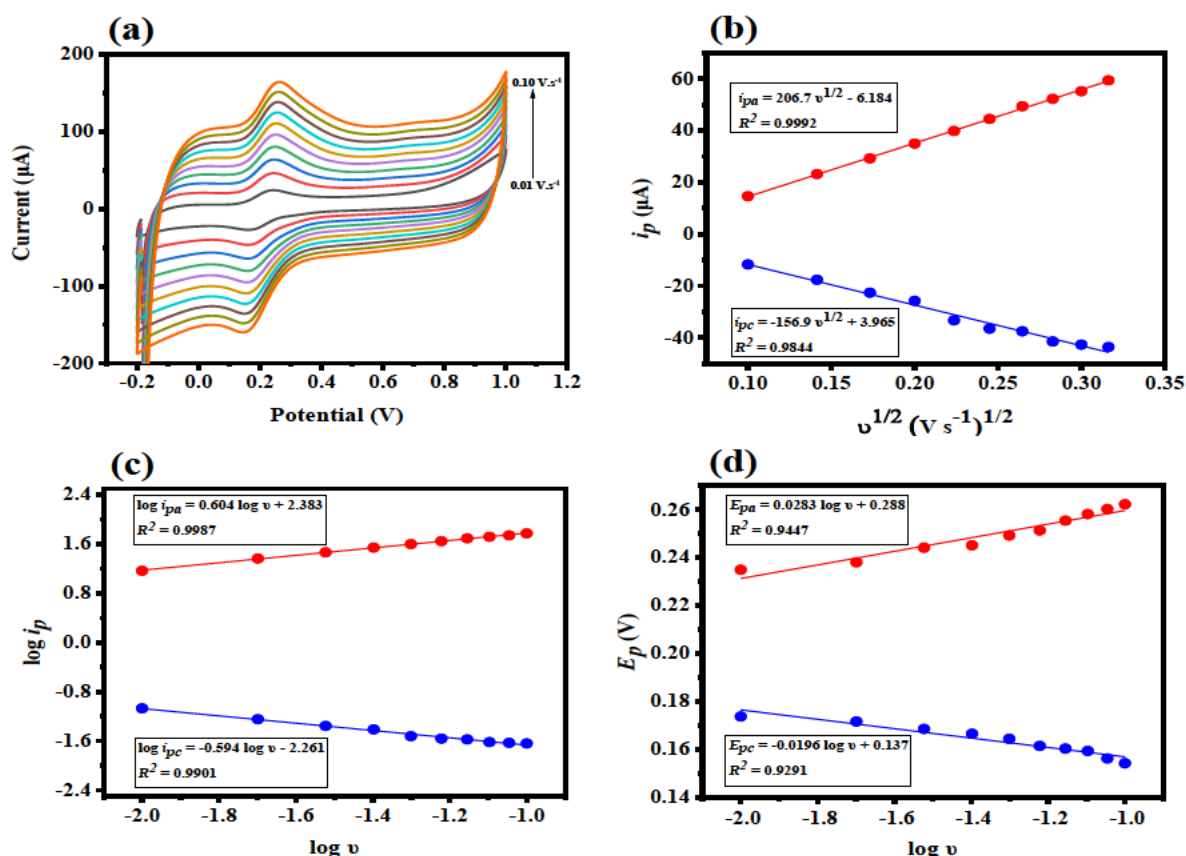 (a)
200
100
0
-100
-200
-0.2 0.0 0.2 0.4 0.6 0.8 1.0 1.2
Current (µA)
Potential (V)
0.10 V.s⁻¹
0.01 V.s⁻¹
(b)
60
40
20
0
-20
-40
0.10 0.15 0.20 0.25 0.30 0.35
i_p (µA)
υ^1/2 (V s⁻¹)^1/2
i_pa = 206.7 υ^1/2 - 6.184
R² = 0.9992
i_pc = -156.9 υ^1/2 + 3.965
R² = 0.9844
(c)
2.4
1.6
0.8
0.0
-0.8
-1.6
-2.4
-2.0 -1.8 -1.6 -1.4 -1.2 -1.0
log i_p
log υ
log i_pa = 0.604 log υ + 2.383
R² = 0.9987
log i_pc = -0.594 log υ - 2.261
R² = 0.9901
(d)
0.26
0.24
0.22
0.20
0.18
0.16
0.14
-2.0 -1.8 -1.6 -1.4 -1.2 -1.0
E_p (V)
log υ
E_pa = 0.0283 log υ + 0.288
R² = 0.9447
E_pc = -0.0196 log υ + 0.137
R² = 0.9291